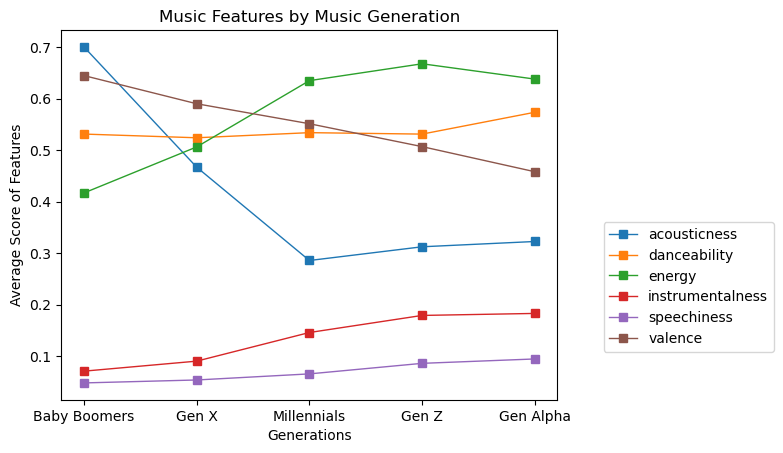 Music Features by Music Generation
Average Score of Features
0.7
0.6
0.5
0.4
0.3
0.2
0.1
Baby Boomers Gen X Millennials Gen Z Gen Alpha
Generations
acousticness
danceability
energy
instrumentalness
speechiness
valence